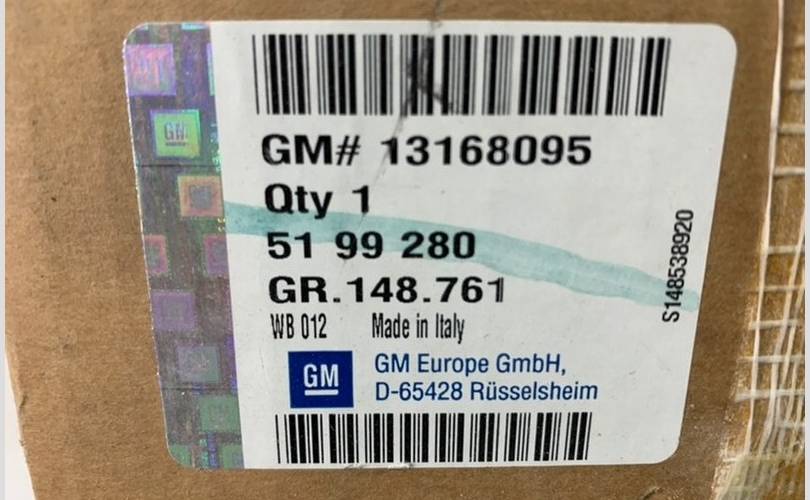 GM# 13168095
Qty 1
51 99 280
GR.148.761
WB 012 Made in Italy
GM
GM Europe GmbH,
D-65428 Rüsselsheim
S148538920
GM